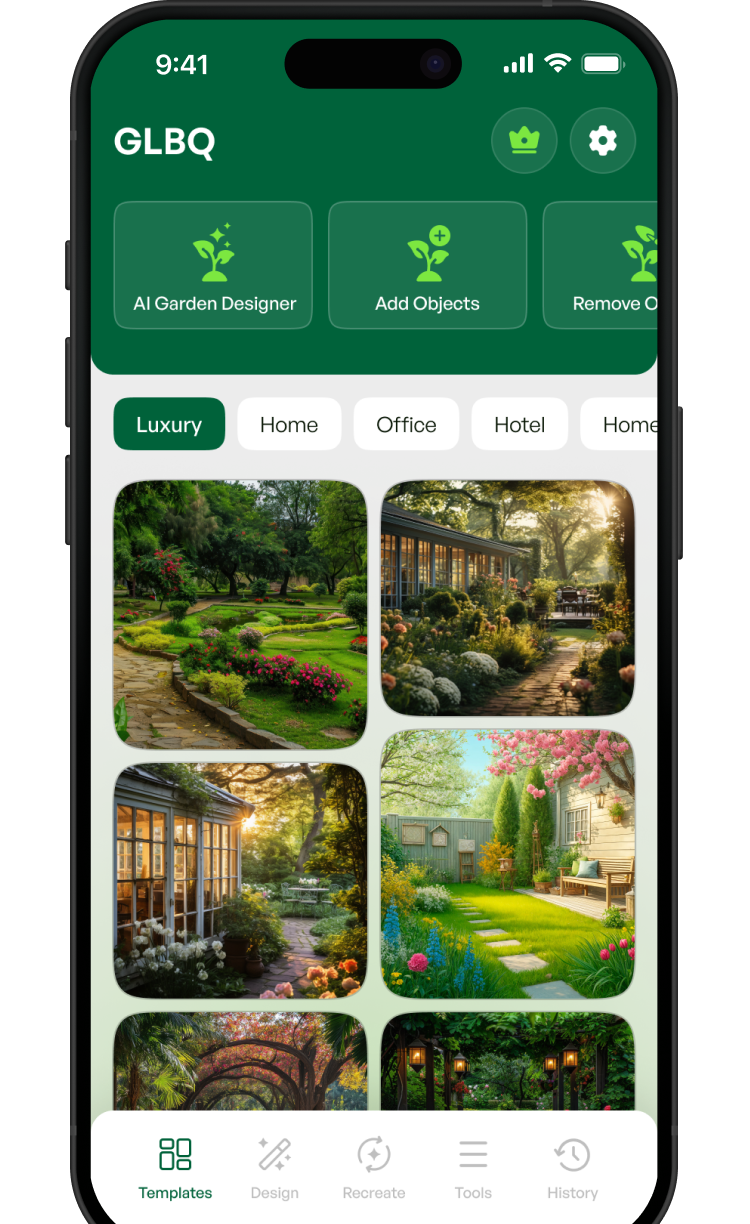 9:41
GLBQ
AI Garden Designer
Add Objects
Remove O
Luxury
Home
Office
Hotel
Home
Templates
Design
Recreate
Tools
History